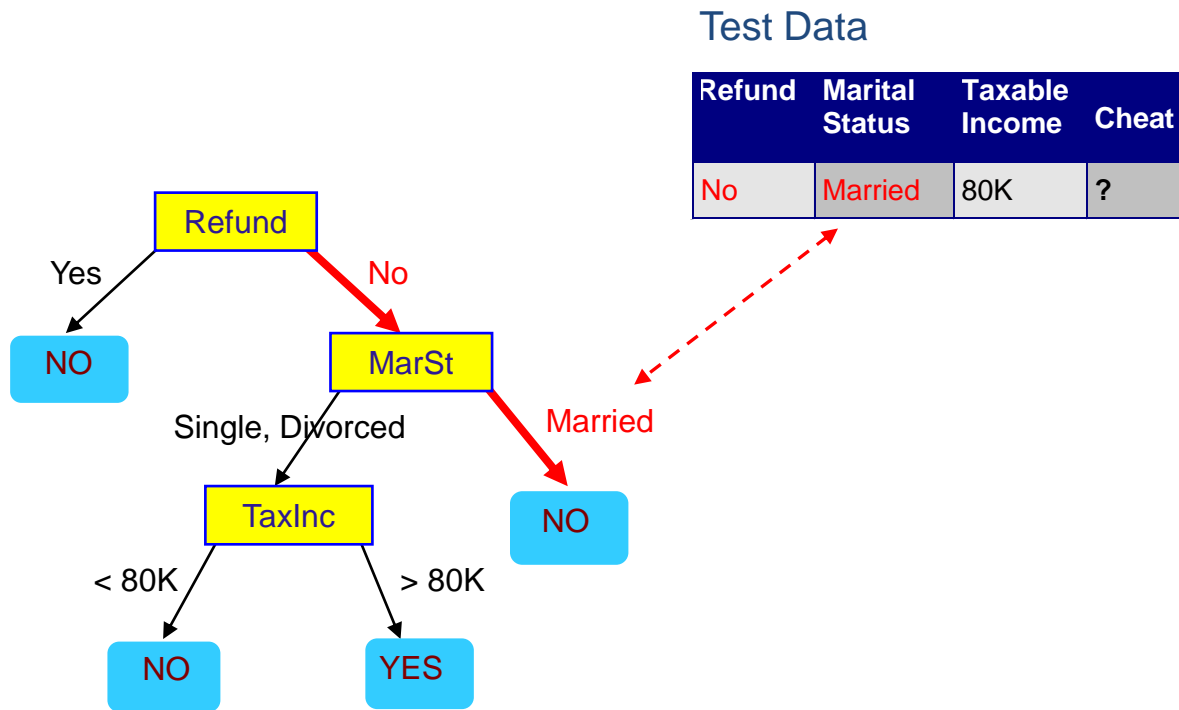 Test Data
Refund Marital Status Taxable Income Cheat
No Married 80K ?
Refund
Yes No
NO MarSt
Single, Divorced Married
TaxInc NO
< 80K > 80K
NO YES